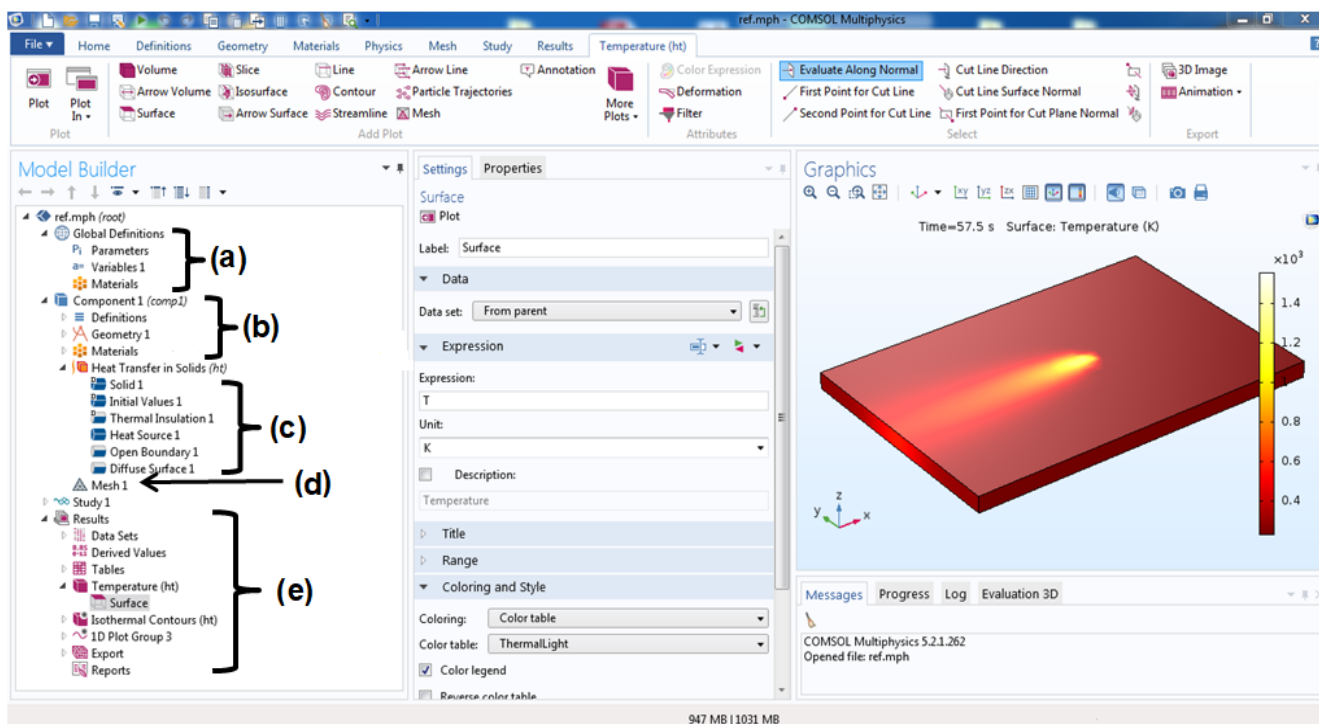 ref.mph - COMSOL Multiphysics
File Home Definitions Geometry Materials Physics Mesh Study Results Temperature (ht)
Plot
Plot In
Volume Slice Line Arrow Line Annotation
Arrow Volume Isosurface Contour Particle Trajectories
Surface Arrow Surface Streamline Mesh
More Plots
Color Expression
Deformation
Filter
Evaluate Along Normal Cut Line Direction
First Point for Cut Line Cut Line Surface Normal
Second Point for Cut Line First Point for Cut Plane Normal
3D Image
Animation
Plot Add Plot Attributes Select Export
Model Builder
ref.mph (root)
Global Definitions
Pi Parameters
a= Variables 1
Materials
(a)
Component 1 (comp1)
Definitions
Geometry 1
Materials
(b)
Heat Transfer in Solids (ht)
Solid 1
Initial Values 1
Thermal Insulation 1
Heat Source 1
Open Boundary 1
Diffuse Surface 1
(c)
Mesh 1
(d)
Study 1
Results
Data Sets
Derived Values
Tables
Temperature (ht)
Surface
Isothermal Contours (ht)
1D Plot Group 3
Export
Reports
(e)
Settings Properties
Surface
Plot
Label: Surface
Data
Data set: From parent
Expression
Expression:
T
Unit:
K
Description:
Temperature
Title
Range
Coloring and Style
Coloring: Color table
Color table: ThermalLight
Color legend
Reverse color table
Graphics
xy yz zx
Time=57.5 s Surface: Temperature (K)
×10³
1.4
1.2
1
0.8
0.6
0.4
z
y x
Messages Progress Log Evaluation 3D
COMSOL Multiphysics 5.2.1.262
Opened file: ref.mph
947 MB | 1031 MB